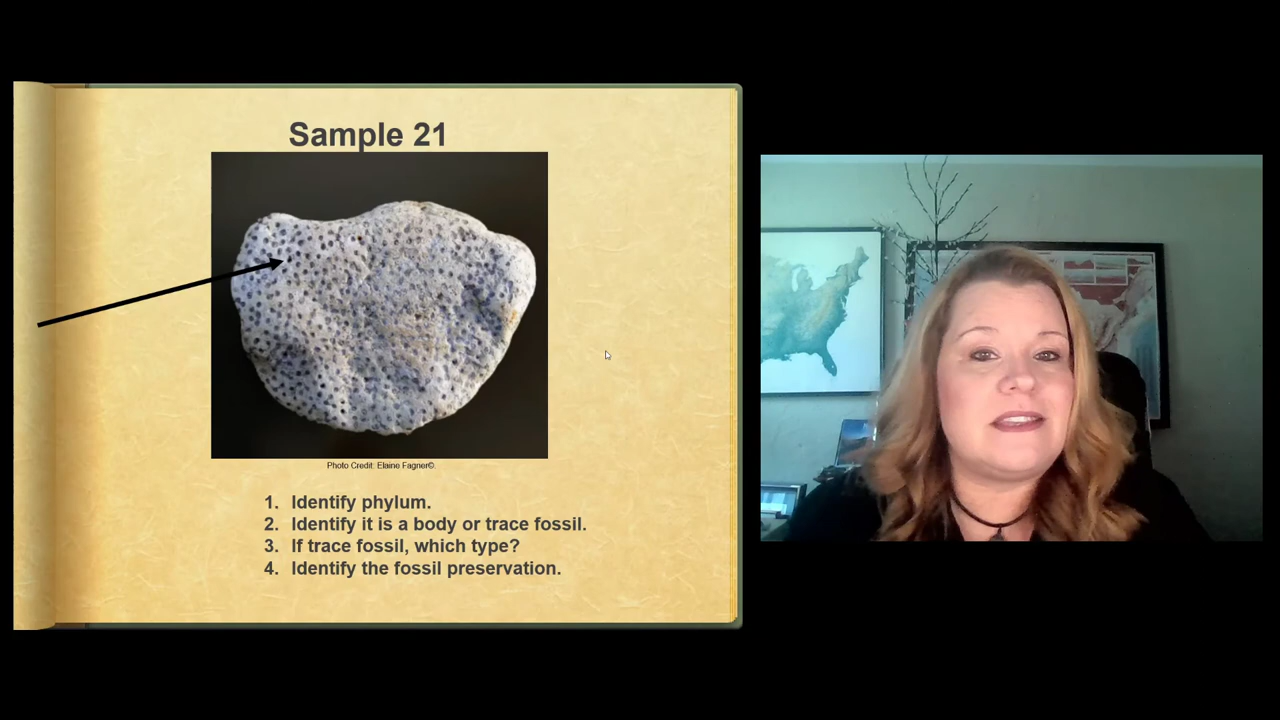 Sample 21
Photo Credit: Elaine Fagner©.
1. Identify phylum.
2. Identify it is a body or trace fossil.
3. If trace fossil, which type?
4. Identify the fossil preservation.